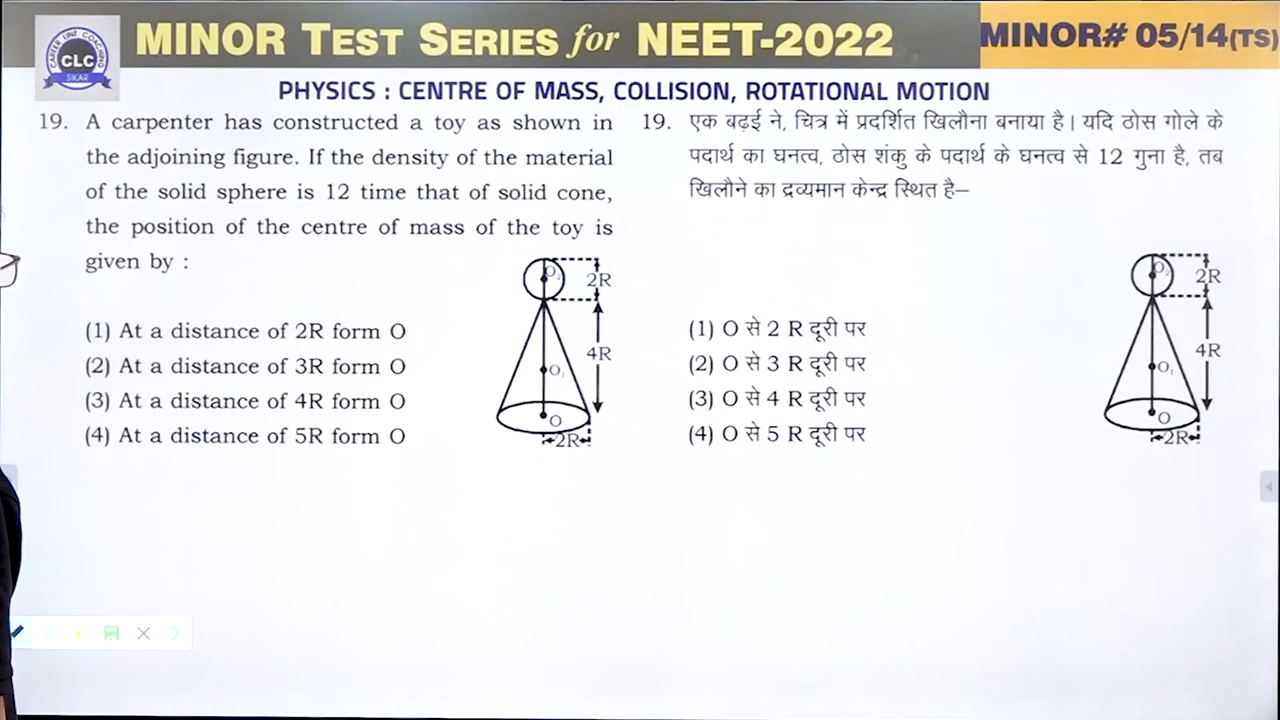 CAREER LINE COACHING
CLC
SIKAR
MINOR TEST SERIES for NEET-2022
MINOR# 05/14(TS)
PHYSICS : CENTRE OF MASS, COLLISION, ROTATIONAL MOTION
19. A carpenter has constructed a toy as shown in
the adjoining figure. If the density of the material
of the solid sphere is 12 time that of solid cone,
the position of the centre of mass of the toy is
given by :
(1) At a distance of 2R form O
(2) At a distance of 3R form O
(3) At a distance of 4R form O
(4) At a distance of 5R form O
O₂
2R
4R
O₁
O
2R
19. एक बढ़ई ने, चित्र में प्रदर्शित खिलौना बनाया है। यदि ठोस गोले के
पदार्थ का घनत्व, ठोस शंकु के पदार्थ के घनत्व से 12 गुना है, तब
खिलौने का द्रव्यमान केन्द्र स्थित है–
(1) O से 2 R दूरी पर
(2) O से 3 R दूरी पर
(3) O से 4 R दूरी पर
(4) O से 5 R दूरी पर
O₂
2R
4R
O₁
O
2R